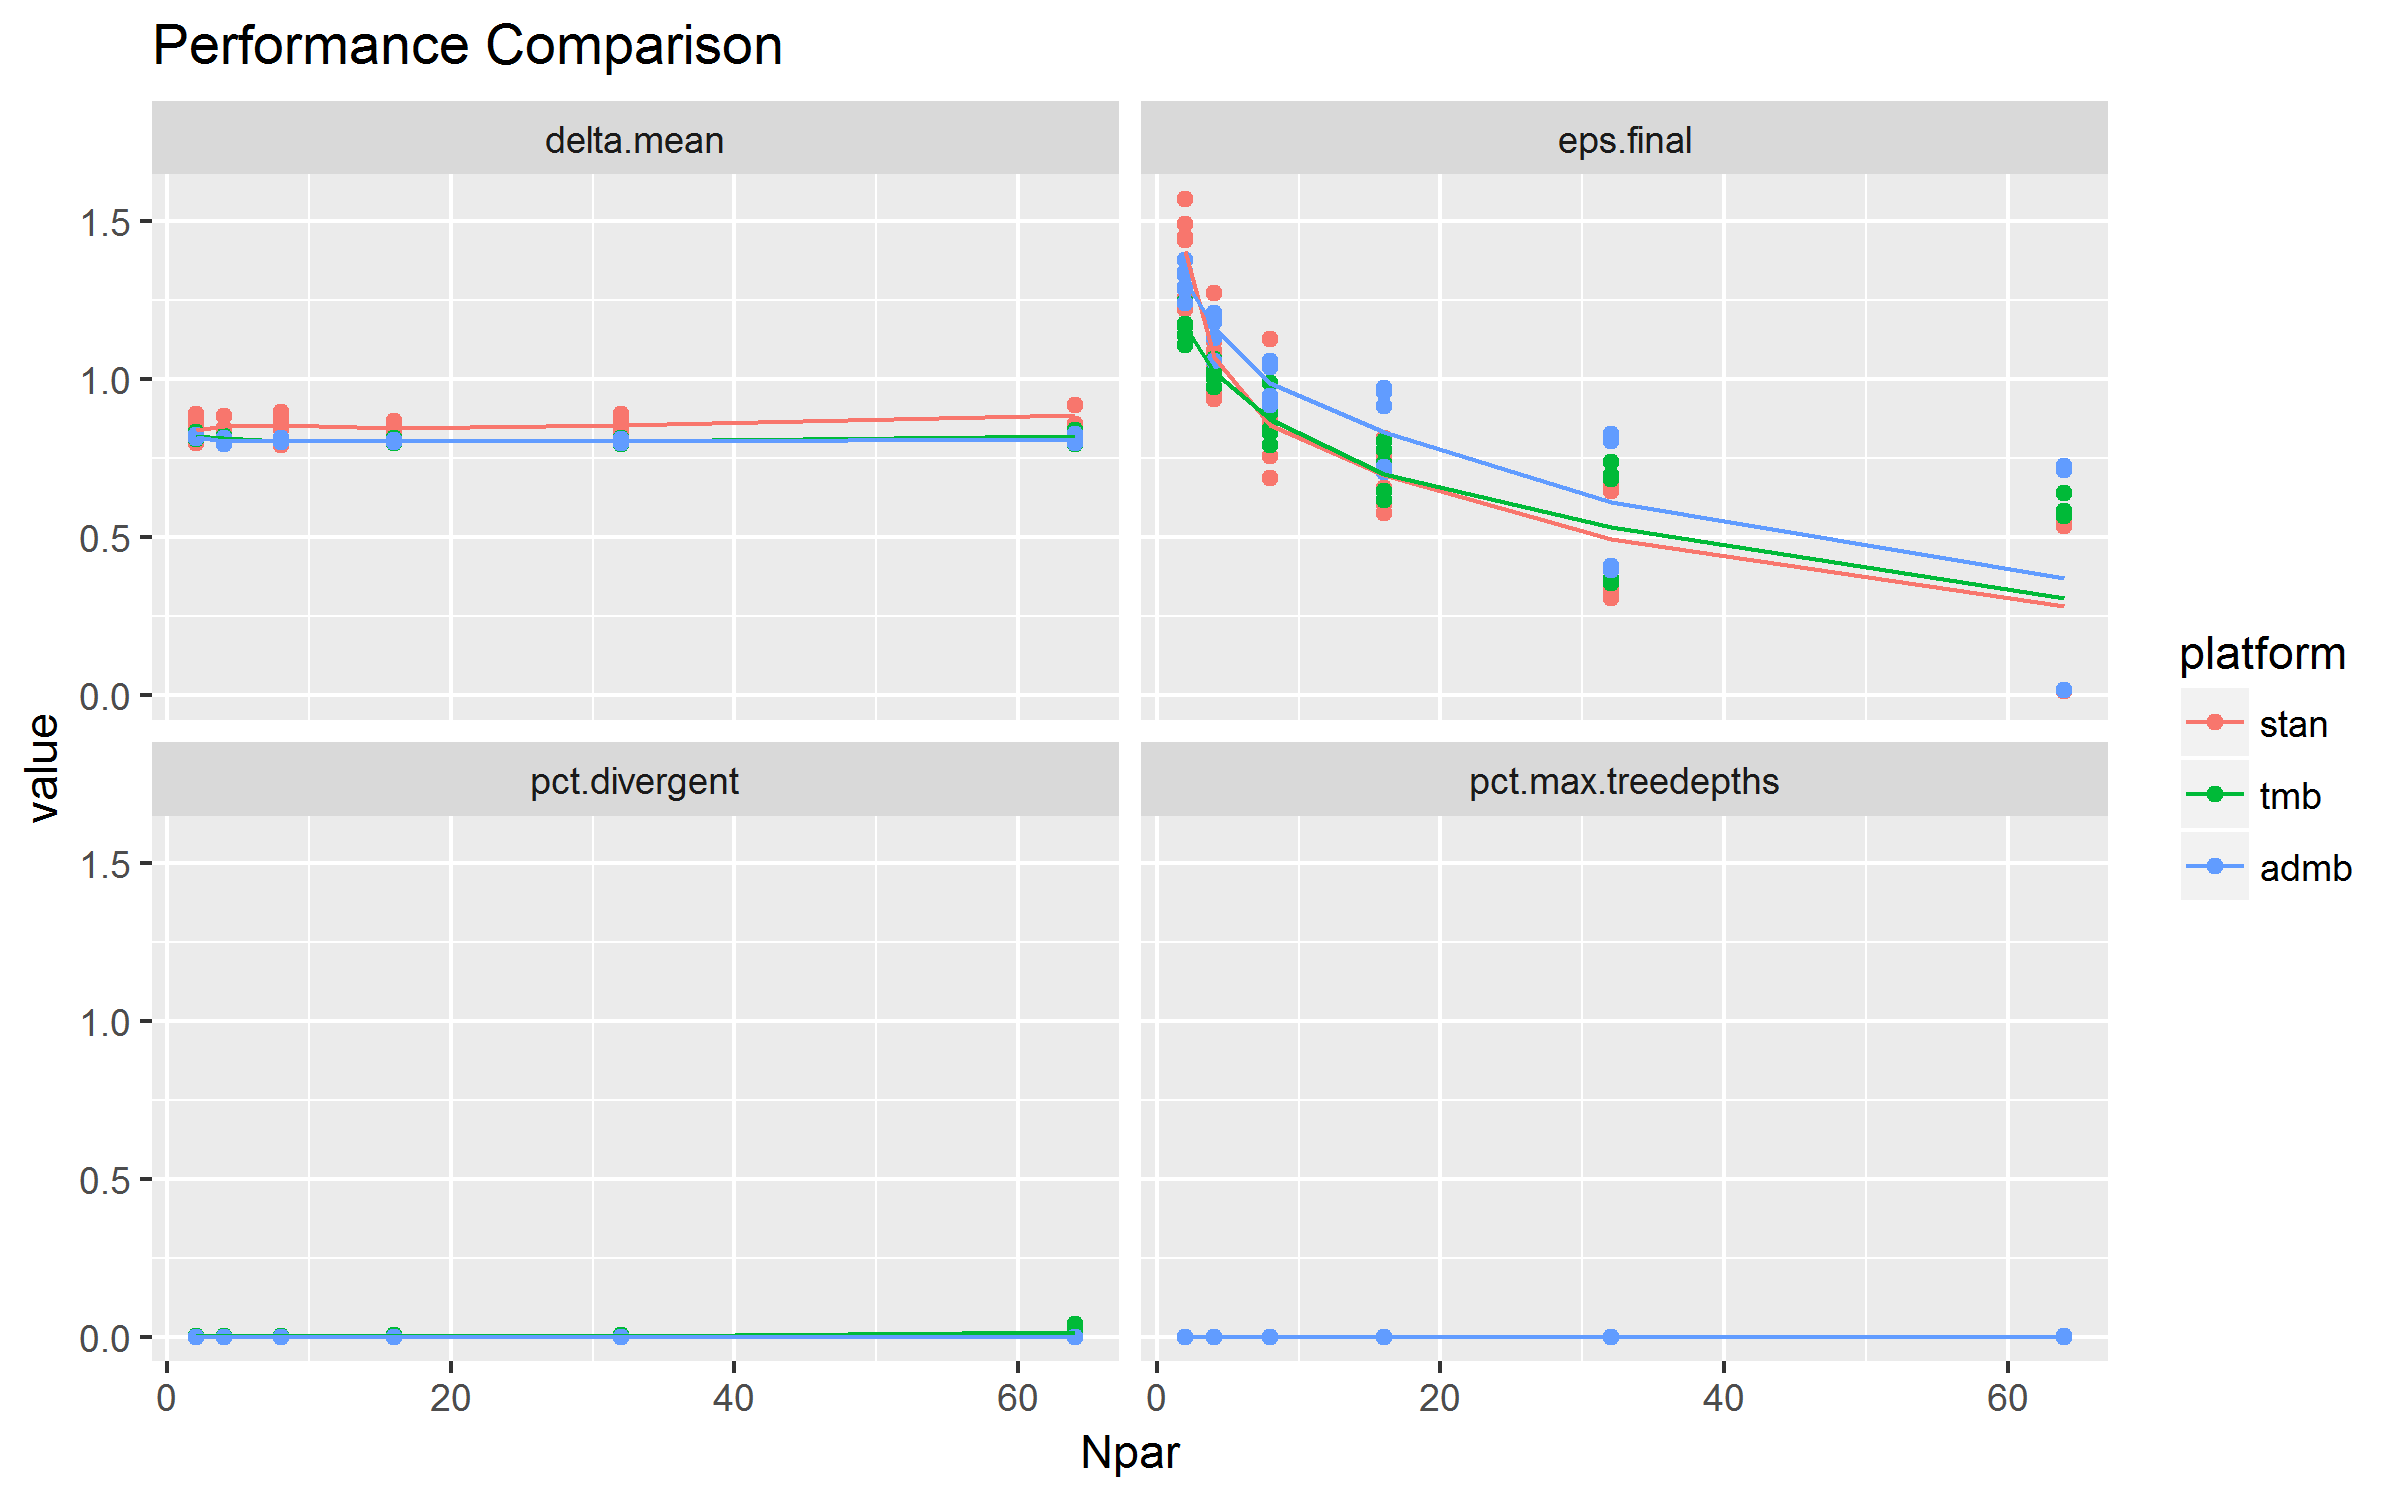 Performance Comparison
delta.mean
eps.final
1.5
1.0
0.5
0.0
pct.divergent
pct.max.treedepths
1.5
1.0
0.5
0.0
0 20 40 60
0 20 40 60
Npar
value
platform
stan
tmb
admb